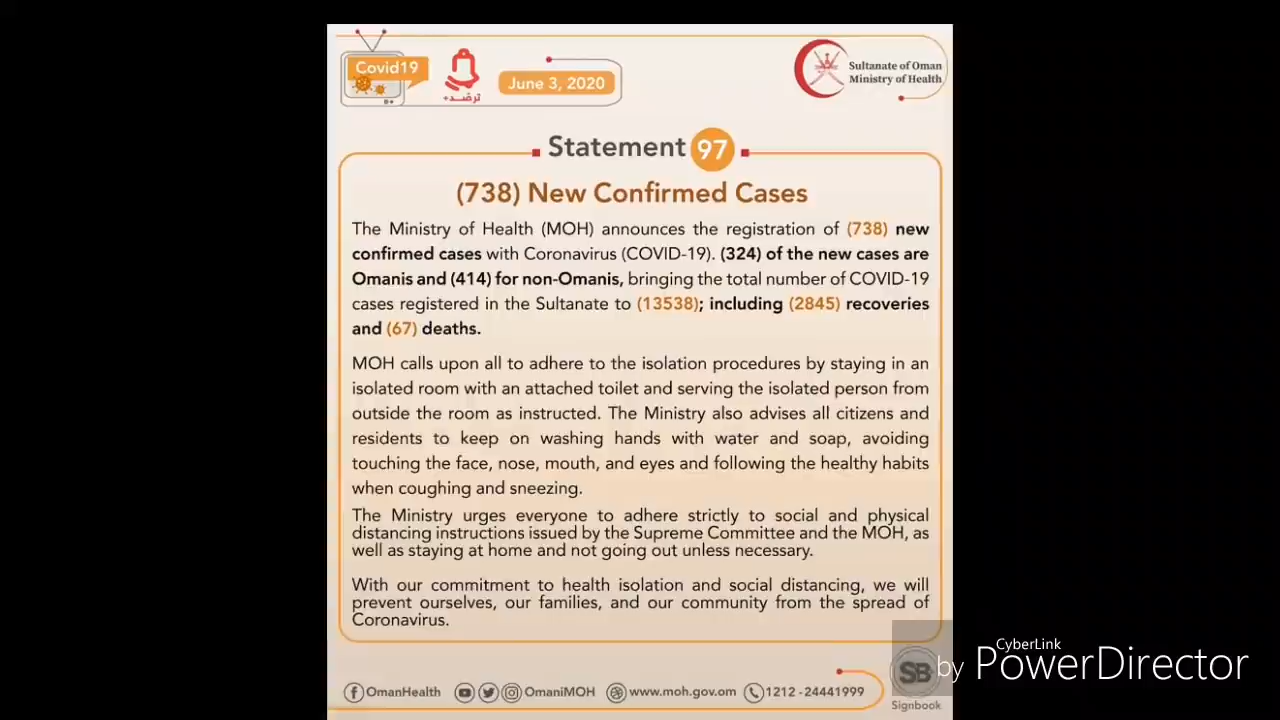 Covid19
ترصّد+
June 3, 2020
Sultanate of Oman
Ministry of Health
Statement 97
(738) New Confirmed Cases
The Ministry of Health (MOH) announces the registration of (738) new
confirmed cases with Coronavirus (COVID-19). (324) of the new cases are
Omanis and (414) for non-Omanis, bringing the total number of COVID-19
cases registered in the Sultanate to (13538); including (2845) recoveries
and (67) deaths.
MOH calls upon all to adhere to the isolation procedures by staying in an
isolated room with an attached toilet and serving the isolated person from
outside the room as instructed. The Ministry also advises all citizens and
residents to keep on washing hands with water and soap, avoiding
touching the face, nose, mouth, and eyes and following the healthy habits
when coughing and sneezing.
The Ministry urges everyone to adhere strictly to social and physical
distancing instructions issued by the Supreme Committee and the MOH, as
well as staying at home and not going out unless necessary.
With our commitment to health isolation and social distancing, we will
prevent ourselves, our families, and our community from the spread of
Coronavirus.
OmanHealth OmaniMOH www.moh.gov.om 1212 - 24441999
SB
Signbook
CyberLink
by PowerDirector